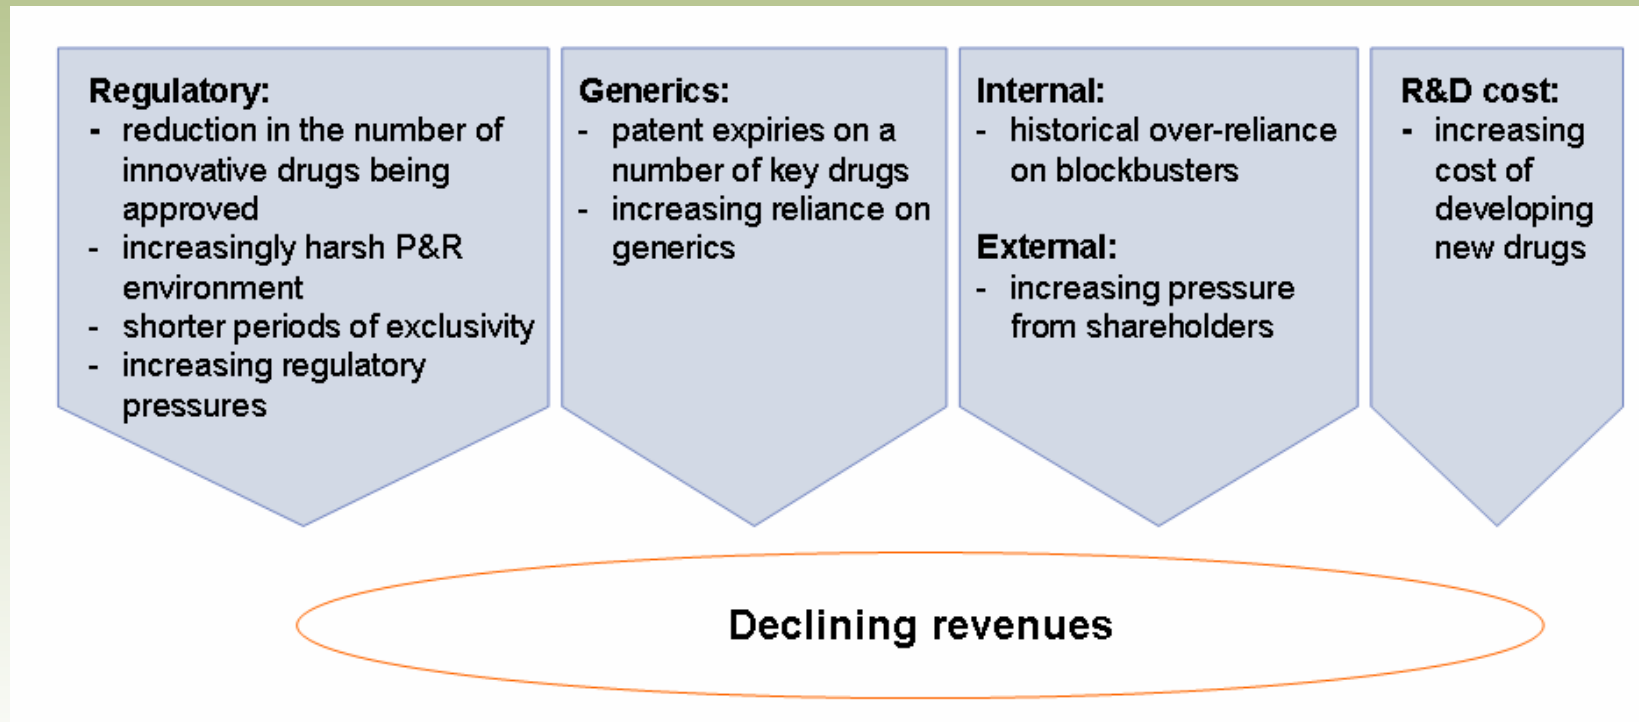 Regulatory:
- reduction in the number of
innovative drugs being
approved
- increasingly harsh P&R
environment
- shorter periods of exclusivity
- increasing regulatory
pressures
Generics:
- patent expiries on a
number of key drugs
- increasing reliance on
generics
Internal:
- historical over-reliance
on blockbusters
External:
- increasing pressure
from shareholders
R&D cost:
- increasing
cost of
developing
new drugs
Declining revenues